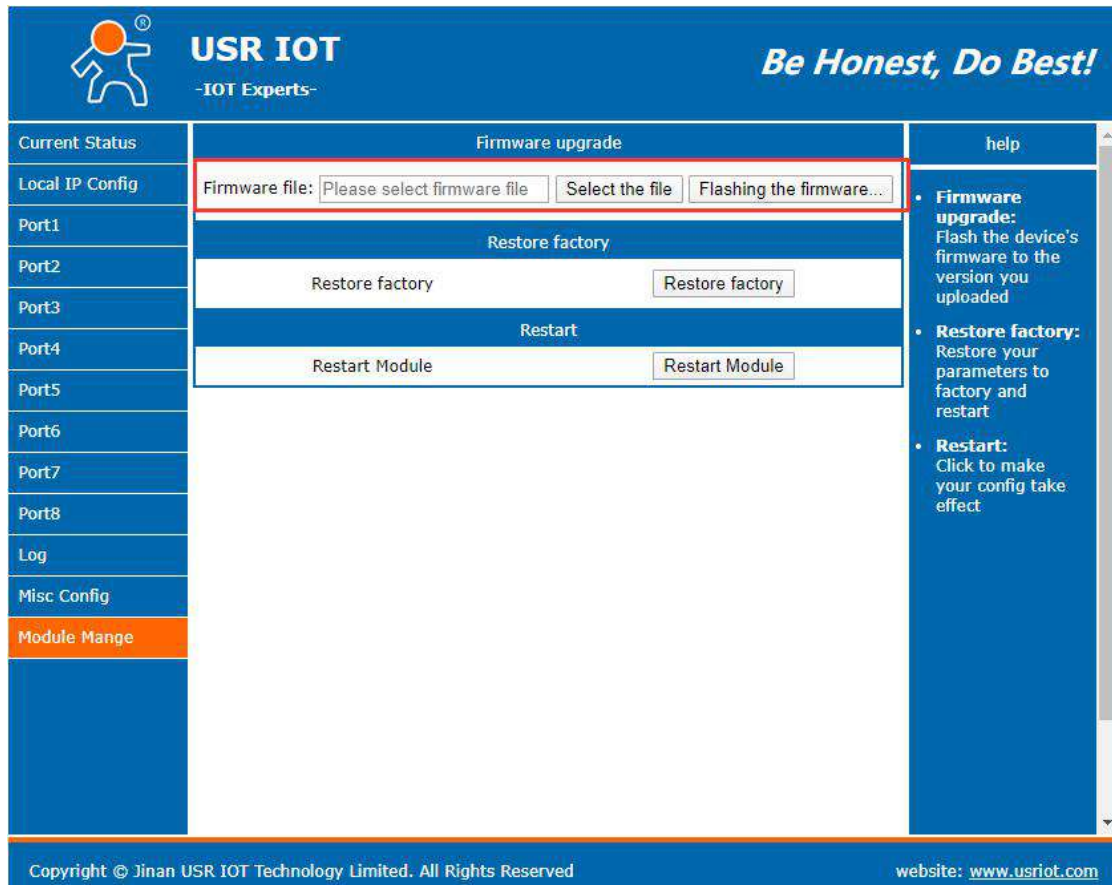 ®
USR IOT
-IOT Experts-
Be Honest, Do Best!
Current Status
Local IP Config
Port1
Port2
Port3
Port4
Port5
Port6
Port7
Port8
Log
Misc Config
Module Mange
Firmware upgrade
Firmware file: Please select firmware file Select the file Flashing the firmware...
Restore factory
Restore factory Restore factory
Restart
Restart Module Restart Module
help
• Firmware
upgrade:
Flash the device's
firmware to the
version you
uploaded
• Restore factory:
Restore your
parameters to
factory and
restart
• Restart:
Click to make
your config take
effect
Copyright © Jinan USR IOT Technology Limited. All Rights Reserved website: www.usriot.com